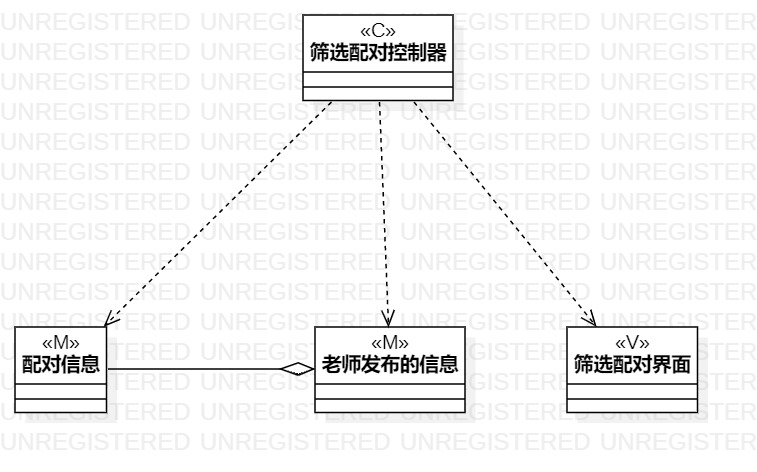 UNREGISTERED UNREGISTERED UNREGISTERED UNREGISTER
«C»
筛选配对控制器
«M»
配对信息
«M»
老师发布的信息
«V»
筛选配对界面